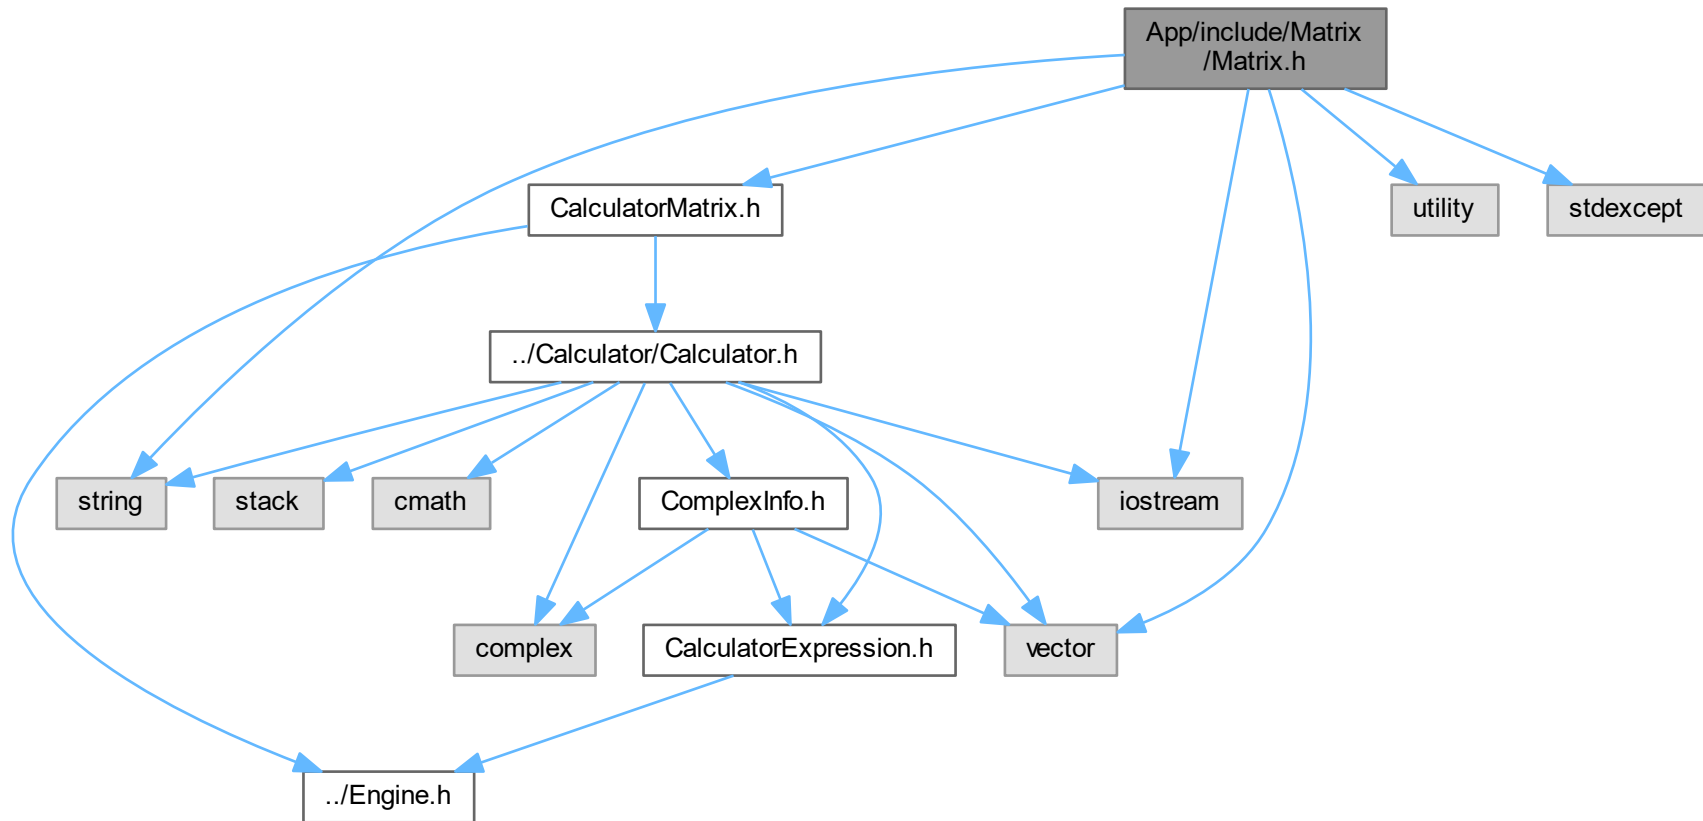 App/include/Matrix
/Matrix.h
CalculatorMatrix.h
utility
stdexcept
../Calculator/Calculator.h
string
stack
cmath
ComplexInfo.h
iostream
complex
CalculatorExpression.h
vector
../Engine.h